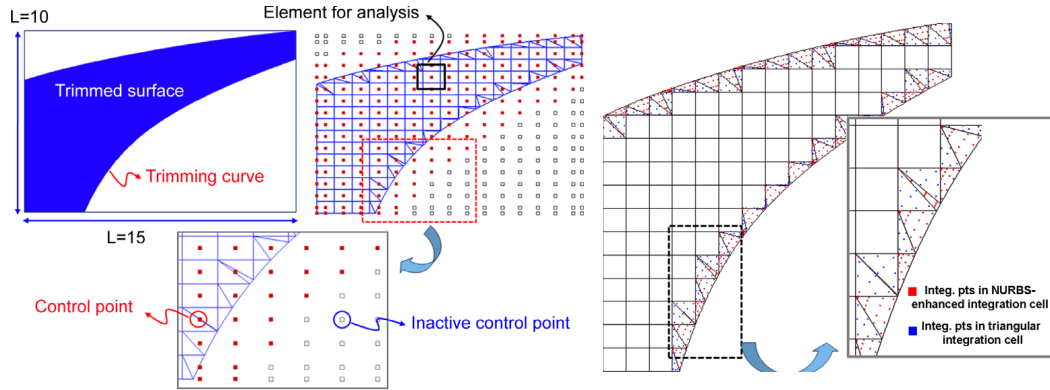 L=10
Element for analysis
Trimmed surface
Trimming curve
L=15
Control point
Inactive control point
Integ. pts in NURBS-
enhanced integration cell
Integ. pts in triangular
integration cell